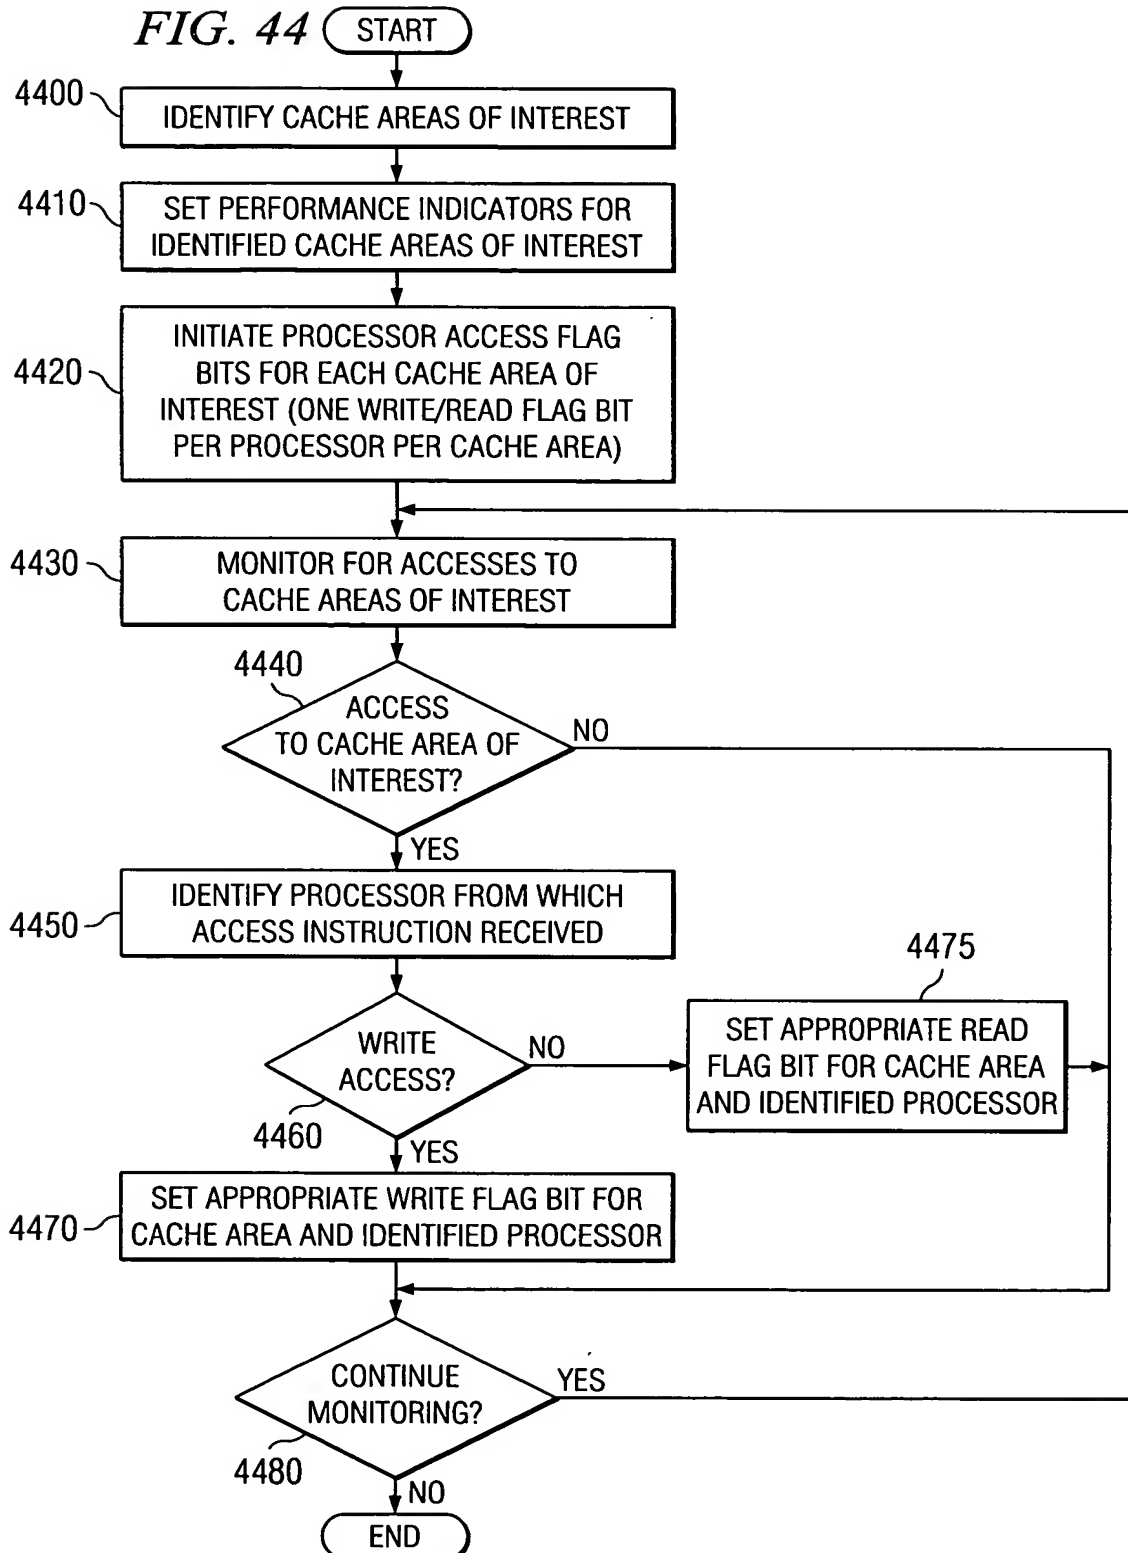 FIG. 44
START
4400
IDENTIFY CACHE AREAS OF INTEREST
4410
SET PERFORMANCE INDICATORS FOR
IDENTIFIED CACHE AREAS OF INTEREST
4420
INITIATE PROCESSOR ACCESS FLAG
BITS FOR EACH CACHE AREA OF
INTEREST (ONE WRITE/READ FLAG BIT
PER PROCESSOR PER CACHE AREA)
4430
MONITOR FOR ACCESSES TO
CACHE AREAS OF INTEREST
4440
ACCESS
TO CACHE AREA OF
INTEREST?
NO
YES
4450
IDENTIFY PROCESSOR FROM WHICH
ACCESS INSTRUCTION RECEIVED
4460
WRITE
ACCESS?
NO
4475
SET APPROPRIATE READ
FLAG BIT FOR CACHE AREA
AND IDENTIFIED PROCESSOR
YES
4470
SET APPROPRIATE WRITE FLAG BIT FOR
CACHE AREA AND IDENTIFIED PROCESSOR
CONTINUE
MONITORING?
YES
4480
NO
END